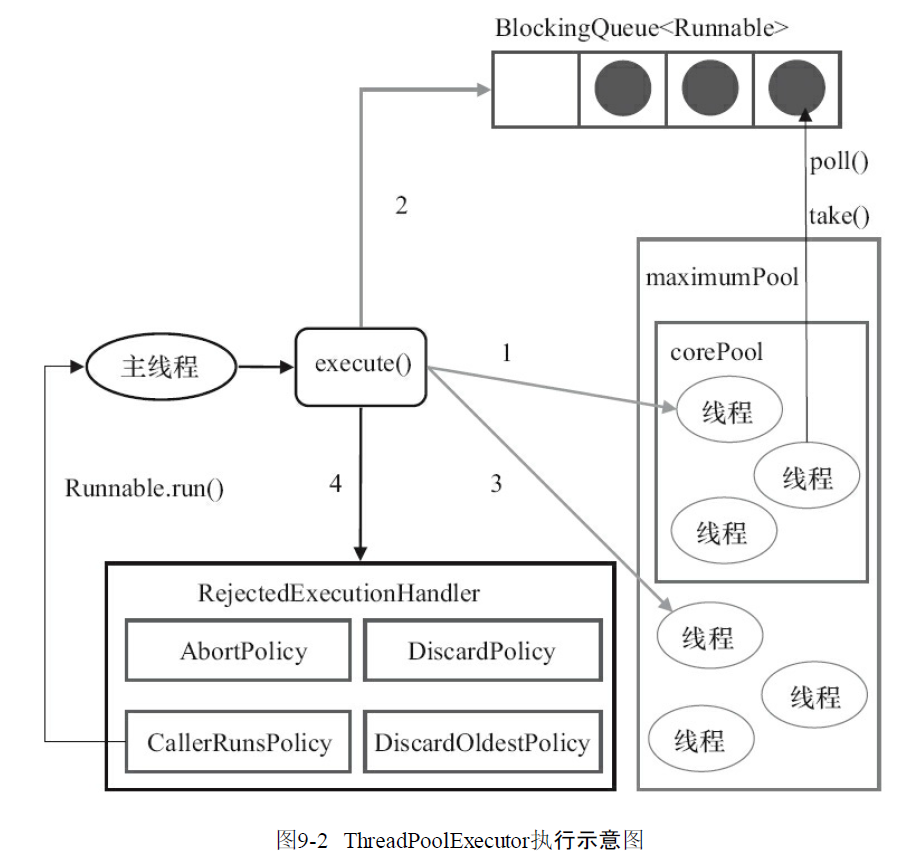 BlockingQueue<Runnable>
poll()
2
take()
maximumPool
主线程
execute()
1
corePool
线程
Runnable.run()
4
3
线程
线程
RejectedExecutionHandler
AbortPolicy
DiscardPolicy
线程
线程
CallerRunsPolicy
DiscardOldestPolicy
线程
图9-2 ThreadPoolExecutor执行示意图